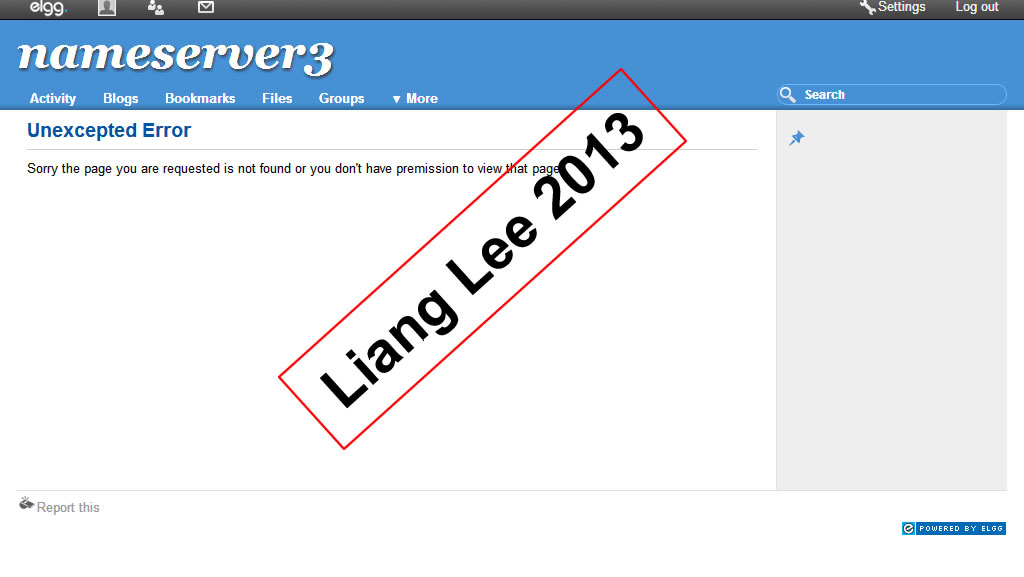 elgg.
Settings
Log out
nameserver3
Activity
Blogs
Bookmarks
Files
Groups
▼ More
Search
Unexcepted Error
Sorry the page you are requested is not found or you don't have premission to view that page
Liang Lee 2013
Report this
POWERED BY ELGG